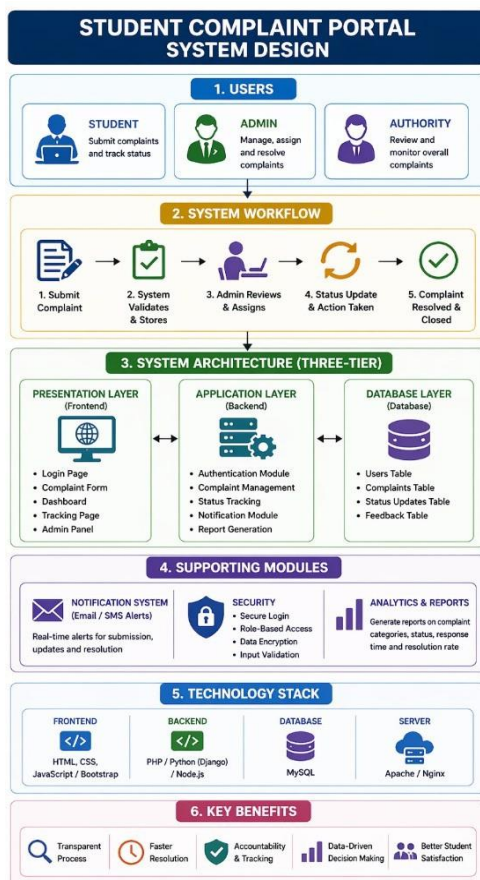 STUDENT COMPLAINT PORTAL
SYSTEM DESIGN
1. USERS
STUDENT
Submit complaints
and track status
ADMIN
Manage, assign
and resolve
complaints
AUTHORITY
Review and
monitor overall
complaints
2. SYSTEM WORKFLOW
1. Submit
Complaint
2. System
Validates
& Stores
3. Admin Reviews
& Assigns
4. Status Update
& Action Taken
5. Complaint
Resolved &
Closed
3. SYSTEM ARCHITECTURE (THREE-TIER)
PRESENTATION LAYER
(Frontend)
• Login Page
• Complaint Form
• Dashboard
• Tracking Page
• Admin Panel
APPLICATION LAYER
(Backend)
• Authentication Module
• Complaint Management
• Status Tracking
• Notification Module
• Report Generation
DATABASE LAYER
(Database)
• Users Table
• Complaints Table
• Status Updates Table
• Feedback Table
4. SUPPORTING MODULES
NOTIFICATION SYSTEM
(Email / SMS Alerts)
Real-time alerts for submission,
updates and resolution
SECURITY
• Secure Login
• Role-Based Access
• Data Encryption
• Input Validation
ANALYTICS & REPORTS
Generate reports on complaint
categories, status, response
time and resolution rate
5. TECHNOLOGY STACK
FRONTEND
</>
HTML, CSS,
JavaScript / Bootstrap
BACKEND
</>
PHP / Python (Django)
/ Node.js
DATABASE
MySQL
SERVER
Apache / Nginx
6. KEY BENEFITS
Transparent
Process
Faster
Resolution
Accountability
& Tracking
Data-Driven
Decision Making
Better Student
Satisfaction